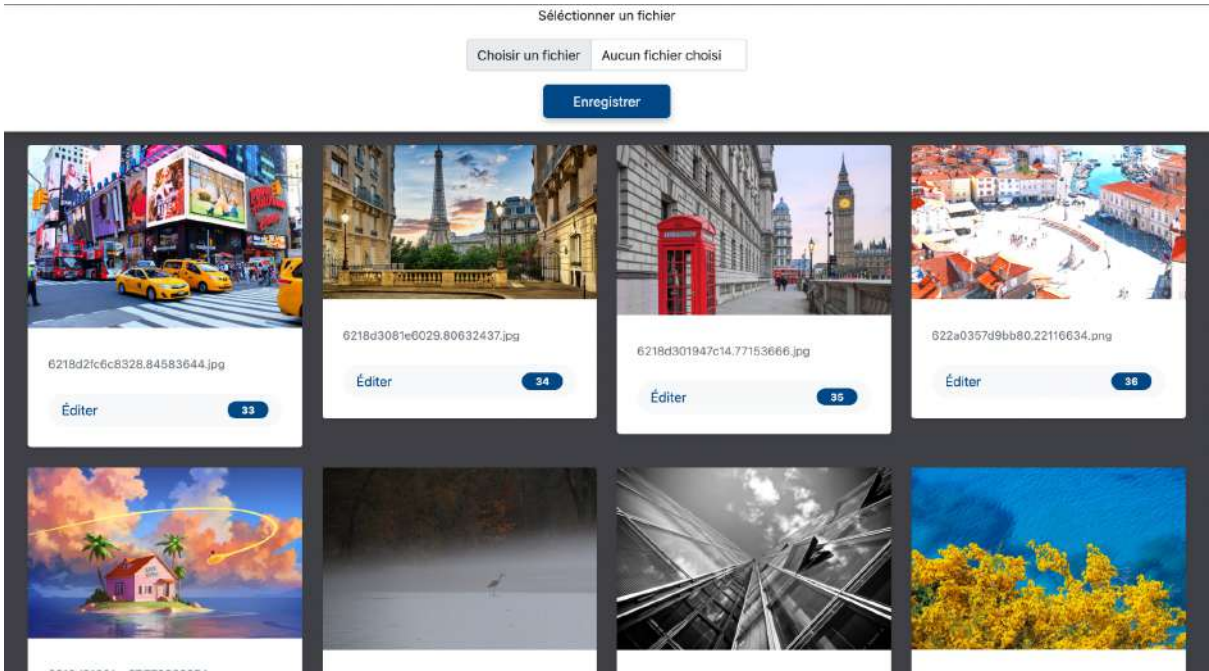 Séléctionner un fichier
Choisir un fichier Aucun fichier choisi
Enregistrer
6218d2fc6c8328.84583644.jpg
6218d3081e6029.80632437.jpg
6218d301947c14.77153666.jpg
622a0357d9bb80.22116634.png
Éditer 33
Éditer 34
Éditer 35
Éditer 36